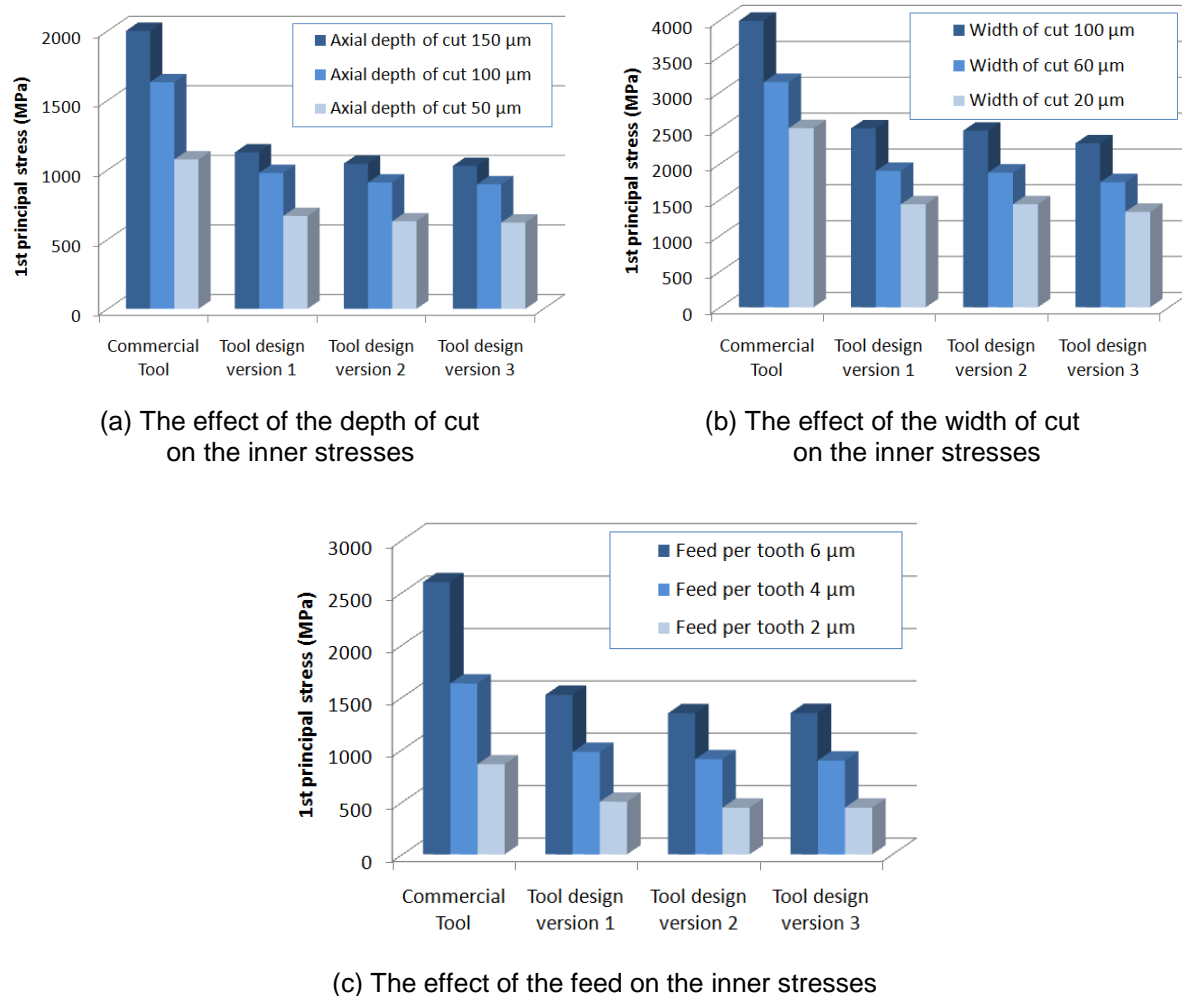 2000
1500
1000
500
0
1st principal stress (MPa)
Axial depth of cut 150 µm
Axial depth of cut 100 µm
Axial depth of cut 50 µm
Commercial Tool design Tool design Tool design
Tool version 1 version 2 version 3
(a) The effect of the depth of cut
on the inner stresses
4000
3500
3000
2500
2000
1500
1000
500
0
1st principal stress (MPa)
Width of cut 100 µm
Width of cut 60 µm
Width of cut 20 µm
Commercial Tool design Tool design Tool design
Tool version 1 version 2 version 3
(b) The effect of the width of cut
on the inner stresses
3000
2500
2000
1500
1000
500
0
1st principal stress (MPa)
Feed per tooth 6 µm
Feed per tooth 4 µm
Feed per tooth 2 µm
Commercial Tool design Tool design Tool design
Tool version 1 version 2 version 3
(c) The effect of the feed on the inner stresses